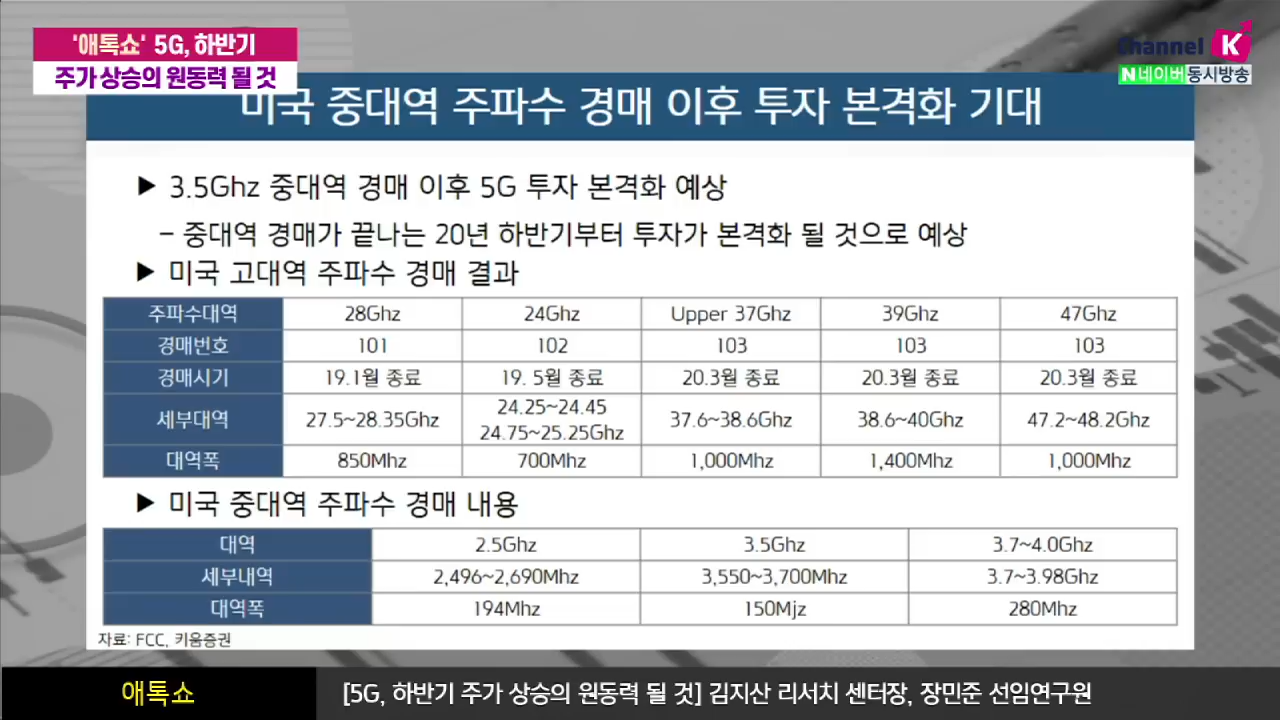 '애톡쇼' 5G, 하반기
주가 상승의 원동력 될 것
Channel K
N 네이버 동시방송
미국 중대역 주파수 경매 이후 투자 본격화 기대
▶ 3.5Ghz 중대역 경매 이후 5G 투자 본격화 예상
- 중대역 경매가 끝나는 20년 하반기부터 투자가 본격화 될 것으로 예상
▶ 미국 고대역 주파수 경매 결과
주파수대역 28Ghz 24Ghz Upper 37Ghz 39Ghz 47Ghz
경매번호 101 102 103 103 103
경매시기 19.1월 종료 19. 5월 종료 20.3월 종료 20.3월 종료 20.3월 종료
세부대역 27.5~28.35Ghz 24.25~24.45 37.6~38.6Ghz 38.6~40Ghz 47.2~48.2Ghz
24.75~25.25Ghz
대역폭 850Mhz 700Mhz 1,000Mhz 1,400Mhz 1,000Mhz
▶ 미국 중대역 주파수 경매 내용
대역 2.5Ghz 3.5Ghz 3.7~4.0Ghz
세부내역 2,496~2,690Mhz 3,550~3,700Mhz 3.7~3.98Ghz
대역폭 194Mhz 150Mjz 280Mhz
자료: FCC, 키움증권
애톡쇼 [5G, 하반기 주가 상승의 원동력 될 것] 김지산 리서치 센터장, 장민준 선임연구원